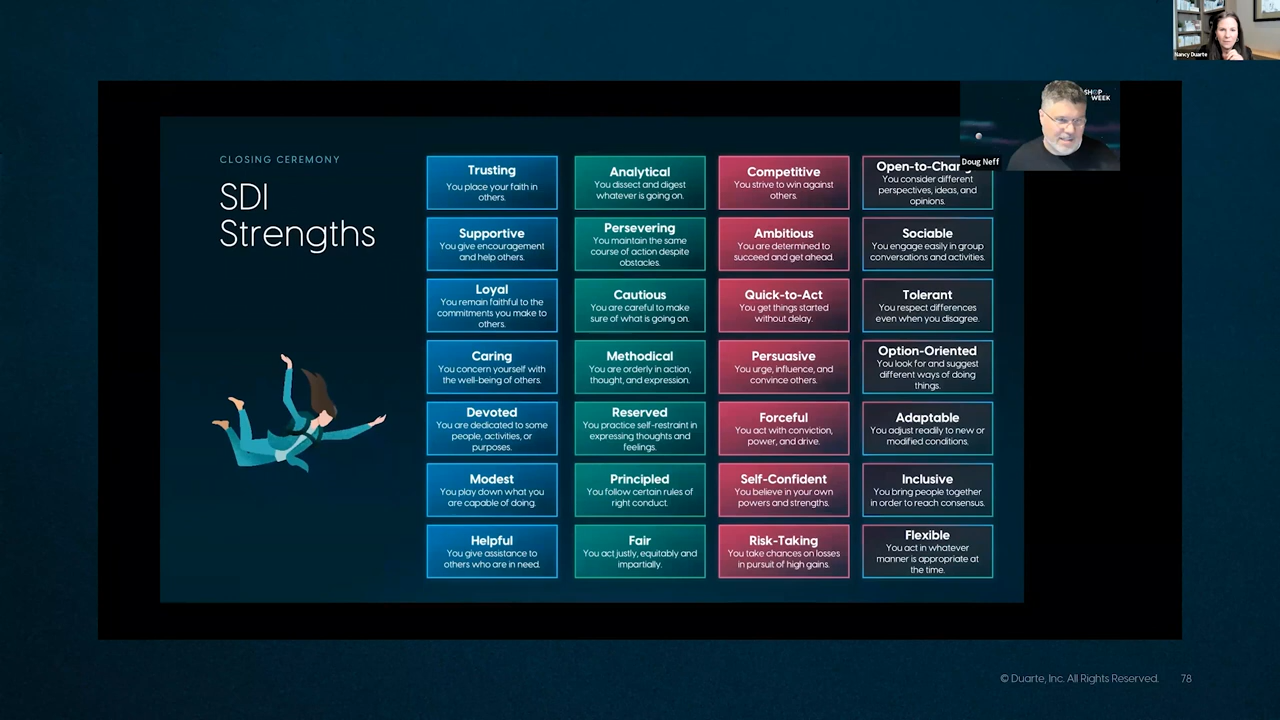 Nancy Duarte
SHOP
WEEK
Doug Neff
CLOSING CEREMONY
SDI
Strengths
Trusting
You place your faith in
others.
Analytical
You dissect and digest
whatever is going on.
Competitive
You strive to win against
others.
Open-to-Chang
You consider different
perspectives, ideas, and
opinions.
Supportive
You give encouragement
and help others.
Persevering
You maintain the same
course of action despite
obstacles.
Ambitious
You are determined to
succeed and get ahead.
Sociable
You engage easily in group
conversations and activities.
Loyal
You remain faithful to the
commitments you make to
others.
Cautious
You are careful to make
sure of what is going on.
Quick-to-Act
You get things started
without delay.
Tolerant
You respect differences
even when you disagree.
Caring
You concern yourself with
the well-being of others.
Methodical
You are orderly in action,
thought, and expression.
Persuasive
You urge, influence, and
convince others.
Option-Oriented
You look for and suggest
different ways of doing
things.
Devoted
You are dedicated to some
people, activities, or
purposes.
Reserved
You practice self-restraint in
expressing thoughts and
feelings.
Forceful
You act with conviction,
power, and drive.
Adaptable
You adjust readily to new or
modified conditions.
Modest
You play down what you
are capable of doing.
Principled
You follow certain rules of
right conduct.
Self-Confident
You believe in your own
powers and strengths.
Inclusive
You bring people together
in order to reach consensus.
Helpful
You give assistance to
others who are in need.
Fair
You act justly, equitably and
impartially.
Risk-Taking
You take chances on losses
in pursuit of high gains.
Flexible
You act in whatever
manner is appropriate at
the time.
© Duarte, Inc. All Rights Reserved. 78